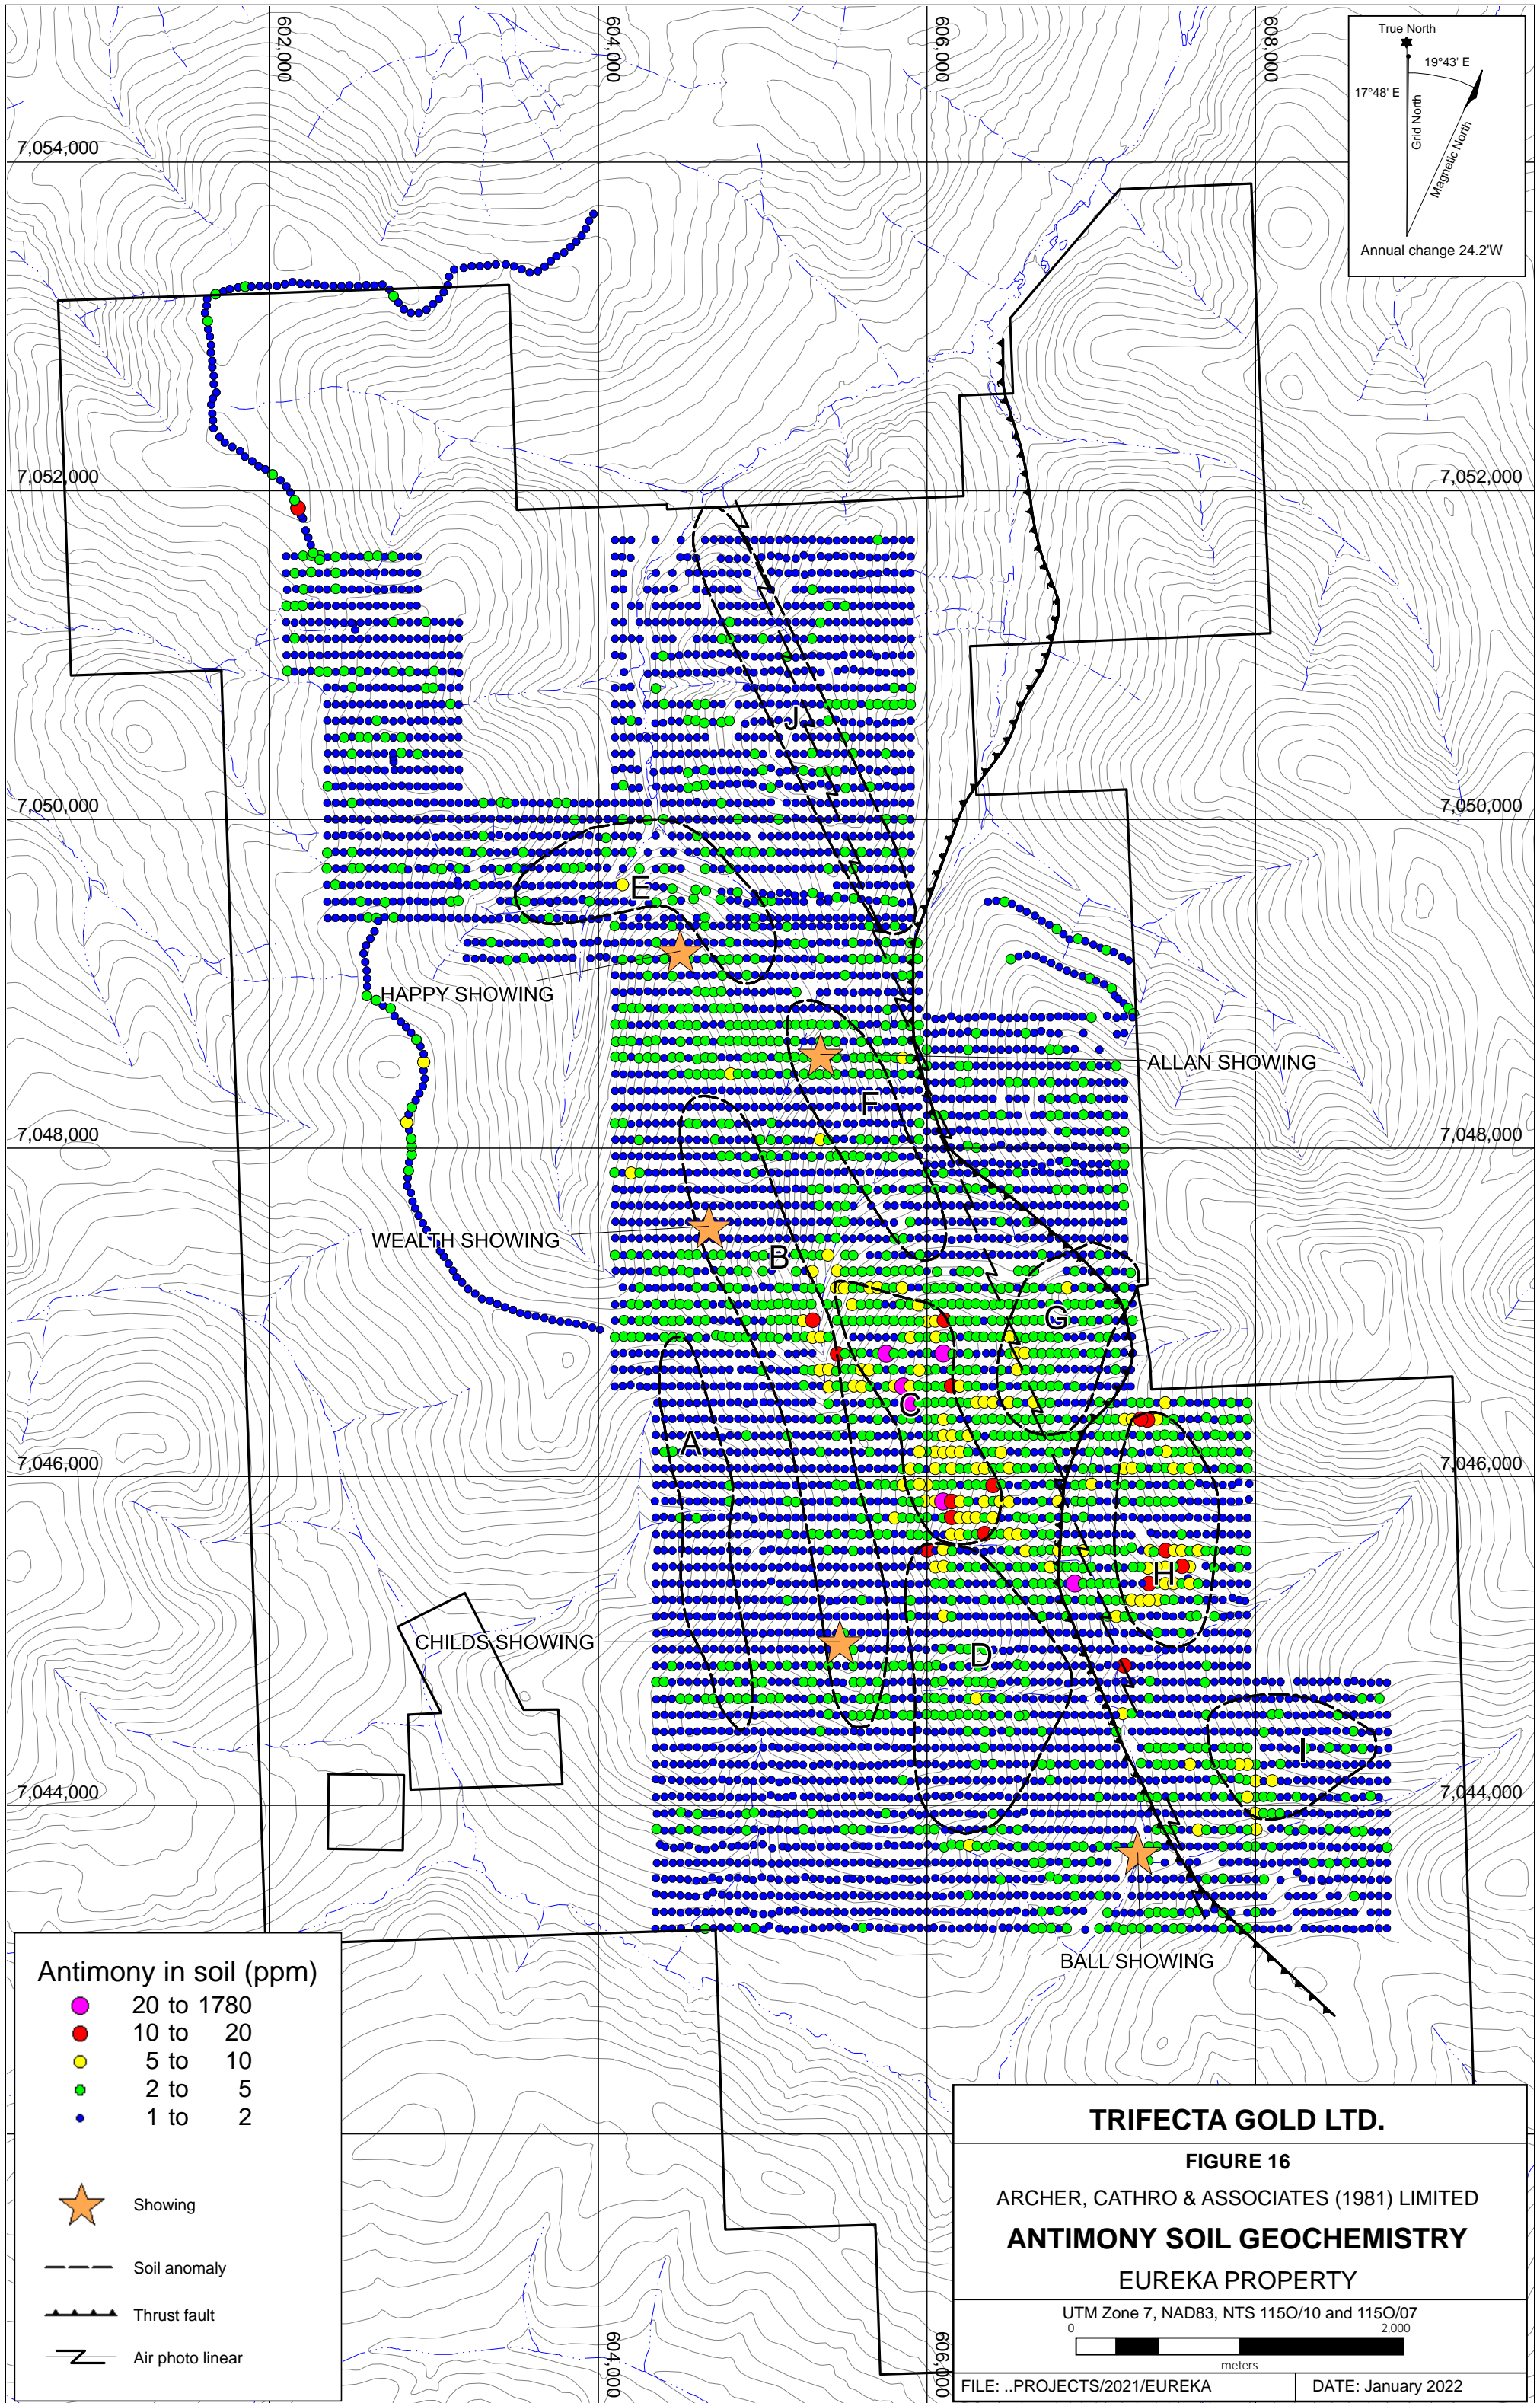 602,000
604,000
606,000
608,000
True North
19°43' E
17°48' E
Grid North
Magnetic North
Annual change 24.2'W
7,054,000
7,052,000
7,052,000
J
7,050,000
7,050,000
E
HAPPY SHOWING
ALLAN SHOWING
F
7,048,000
7,048,000
WEALTH SHOWING
B
G
C
A
7,046,000
7,046,000
H
CHILDS SHOWING
D
I
7,044,000
7,044,000
BALL SHOWING
Antimony in soil (ppm)
20 to 1780
10 to 20
5 to 10
2 to 5
1 to 2
Showing
Soil anomaly
Thrust fault
Air photo linear
604,000
606,000
TRIFECTA GOLD LTD.
FIGURE 16
ARCHER, CATHRO & ASSOCIATES (1981) LIMITED
ANTIMONY SOIL GEOCHEMISTRY
EUREKA PROPERTY
UTM Zone 7, NAD83, NTS 115O/10 and 115O/07
0 2,000
meters
FILE: ..PROJECTS/2021/EUREKA
DATE: January 2022